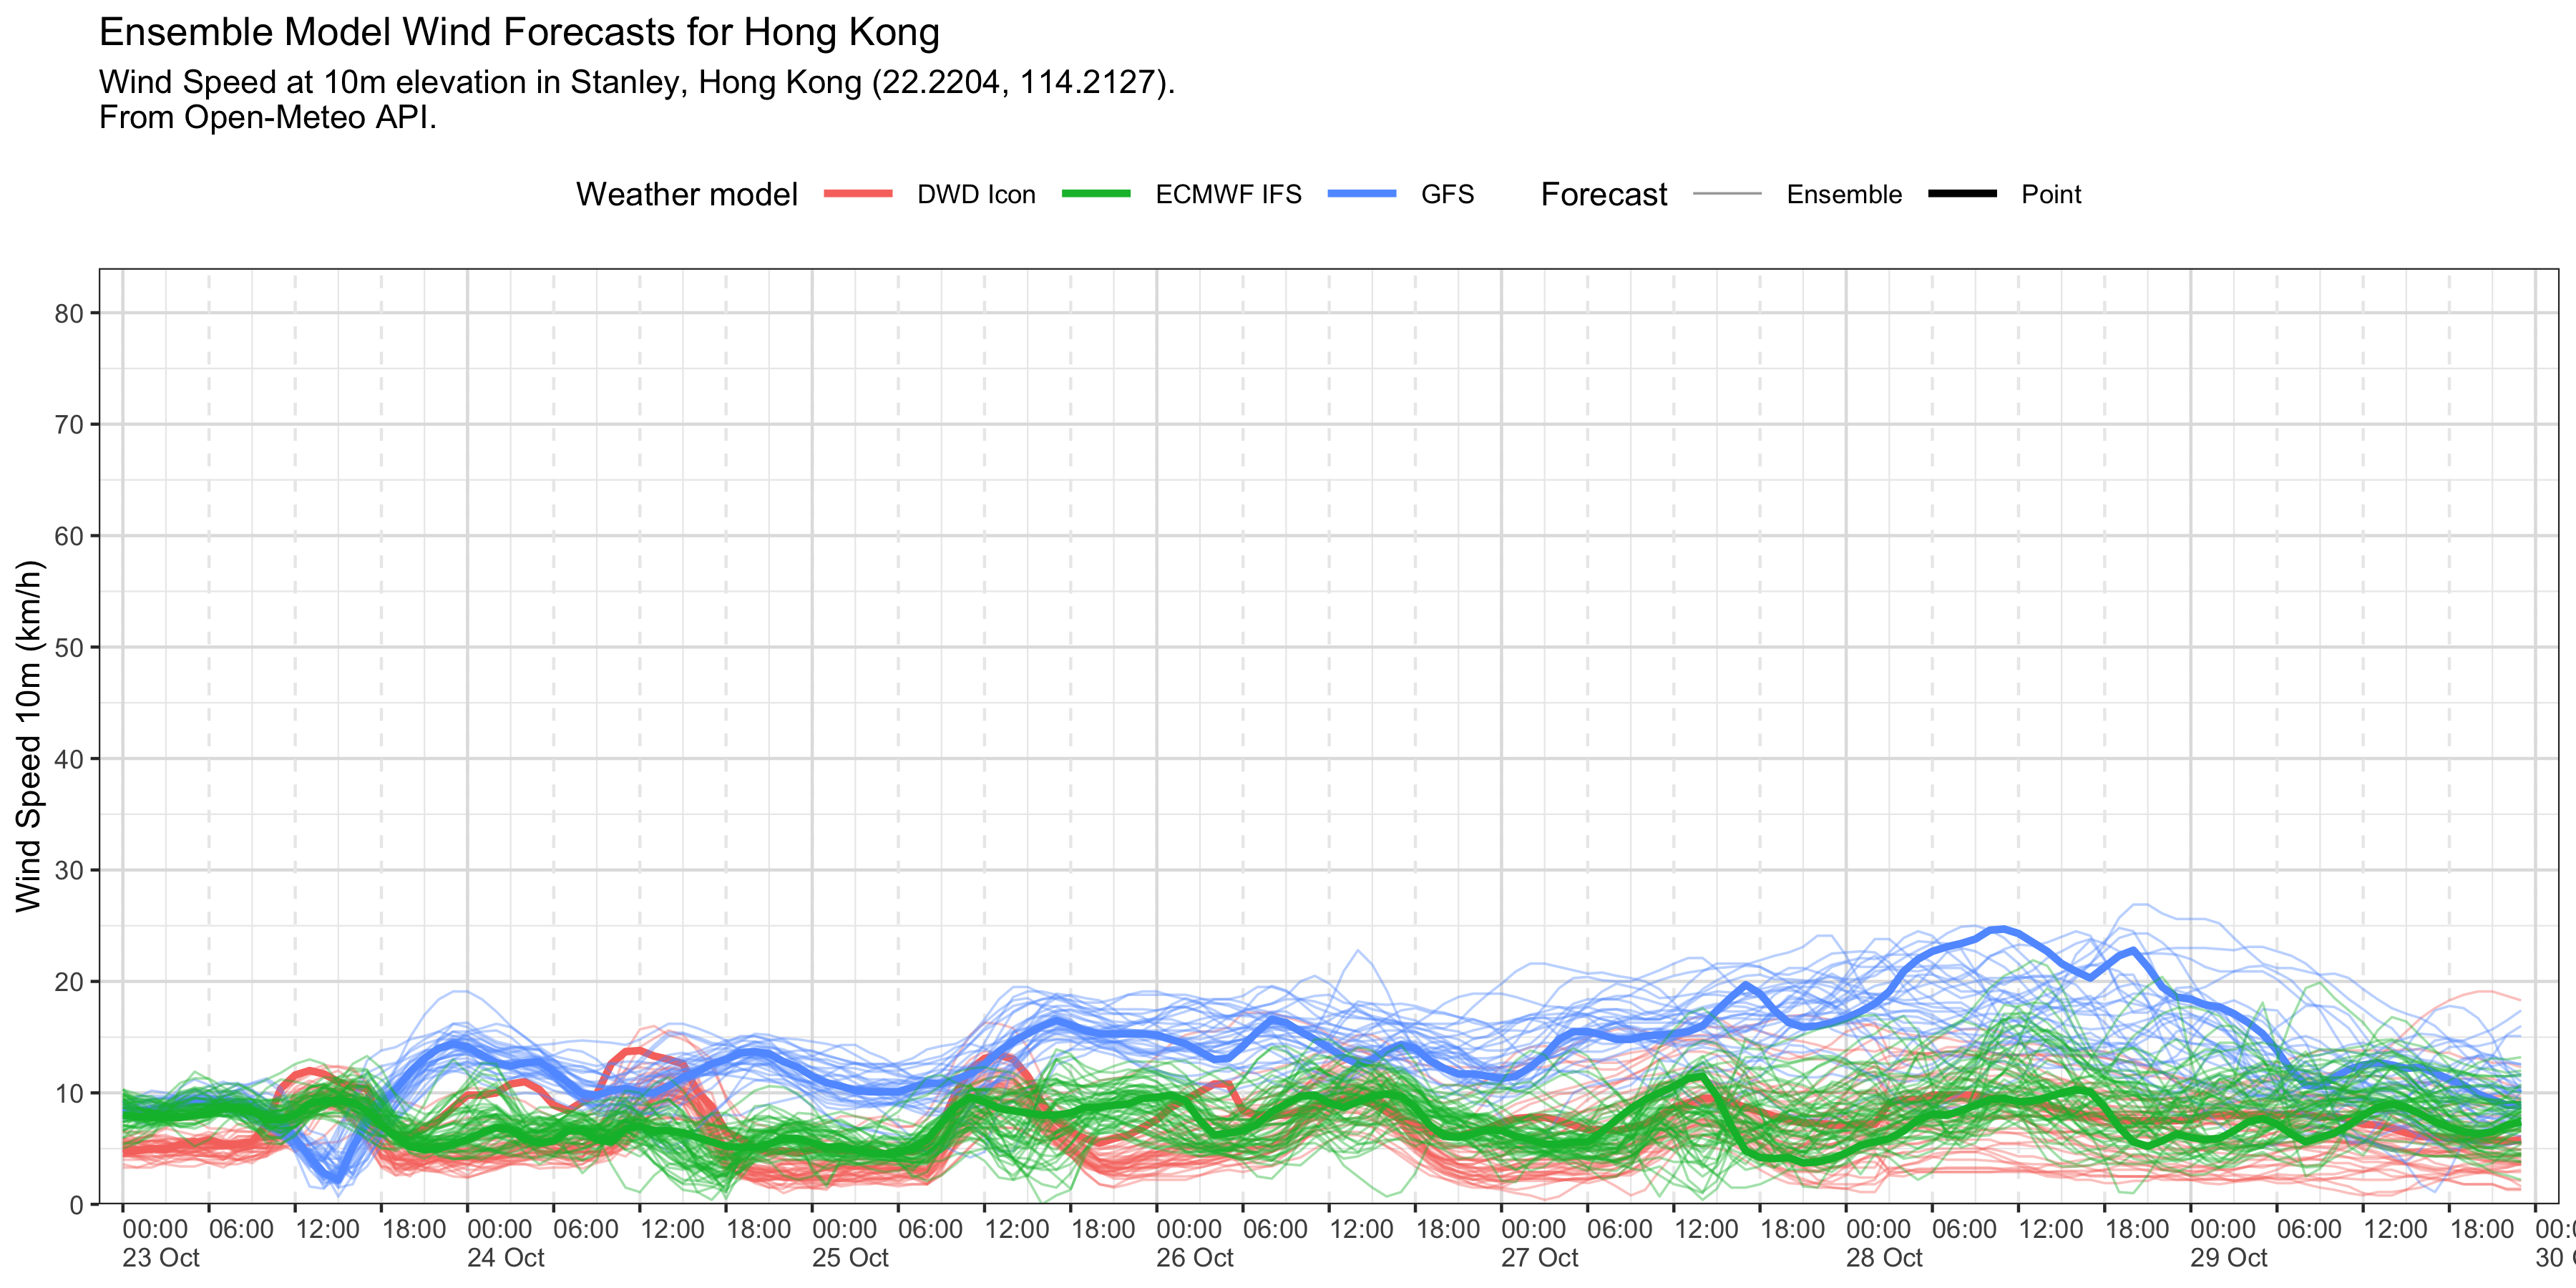 Ensemble Model Wind Forecasts for Hong Kong
Wind Speed at 10m elevation in Stanley, Hong Kong (22.2204, 114.2127).
From Open-Meteo API.
Weather model DWD Icon ECMWF IFS GFS Forecast Ensemble Point
Wind Speed 10m (km/h)
80
70
60
50
40
30
20
10
0
00:00 06:00 12:00 18:00 00:00 06:00 12:00 18:00 00:00 06:00 12:00 18:00 00:00 06:00 12:00 18:00 00:00 06:00 12:00 18:00 00:00 06:00 12:00 18:00 00:00 06:00 12:00 18:00 00:0
23 Oct 24 Oct 25 Oct 26 Oct 27 Oct 28 Oct 29 Oct 30